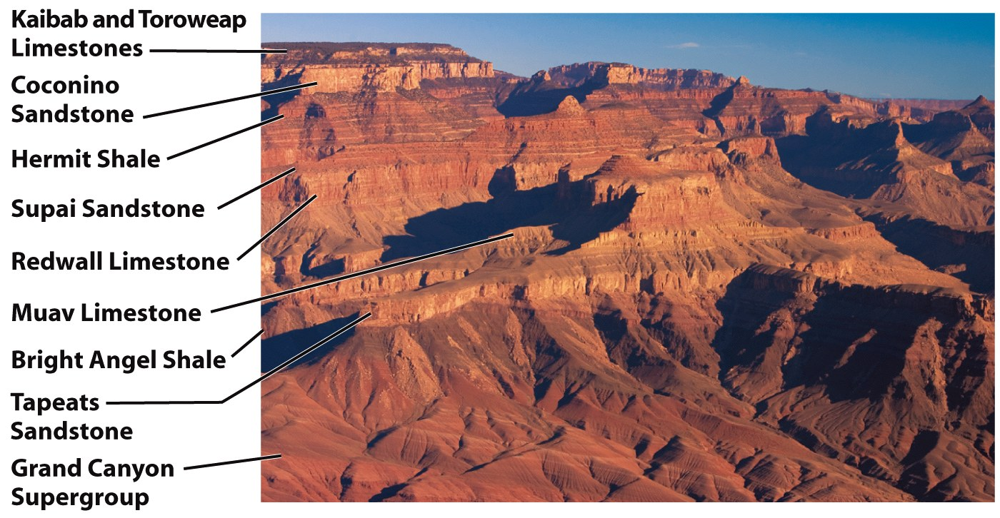 Kaibab and Toroweap
Limestones
Coconino
Sandstone
Hermit Shale
Supai Sandstone
Redwall Limestone
Muav Limestone
Bright Angel Shale
Tapeats
Sandstone
Grand Canyon
Supergroup